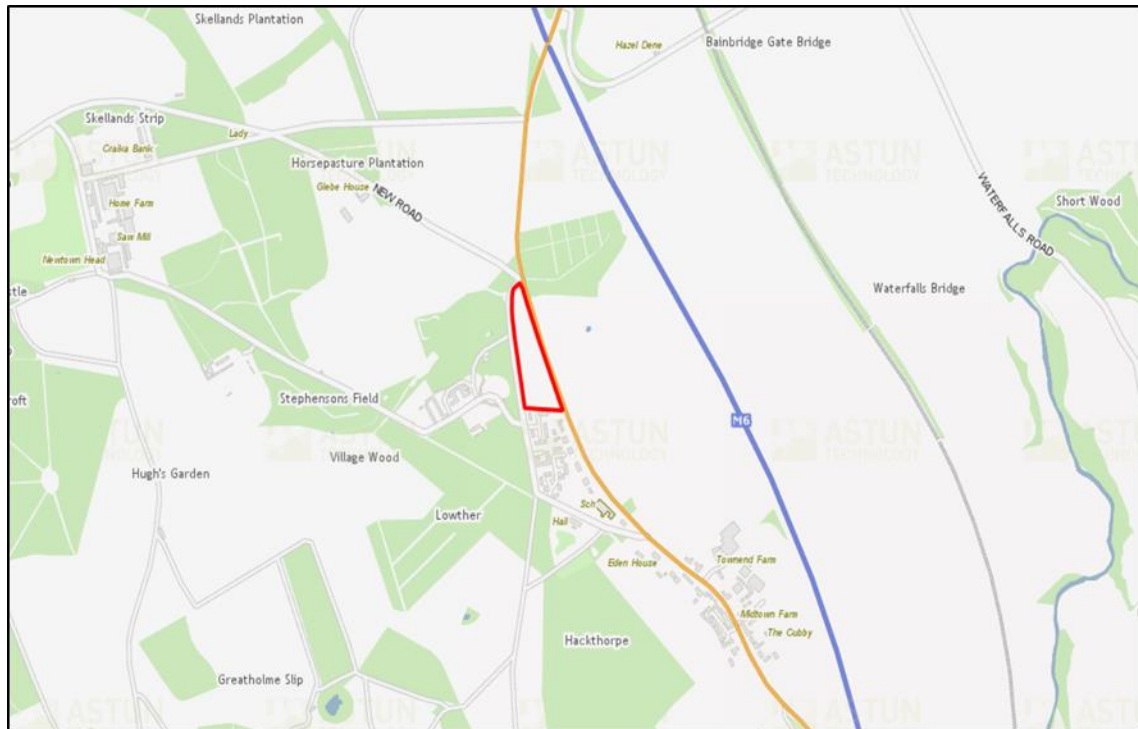 Skellands Plantation
Hazel Dene
Bainbridge Gate Bridge
Skellands Strip
Lady
Craika Bank
Horsepasture Plantation
Glebe House
NEW ROAD
Home Farm
Saw Mill
Newtown Head
WATERFALLS ROAD
Short Wood
Waterfalls Bridge
stle
roft
Stephensons Field
M6
Village Wood
Hugh's Garden
Lowther
Sch
Hall
Eden House
Townend Farm
Midtown Farm
The Cubby
Hackthorpe
Greatholme Slip
ASTUN
TECHNOLOGY